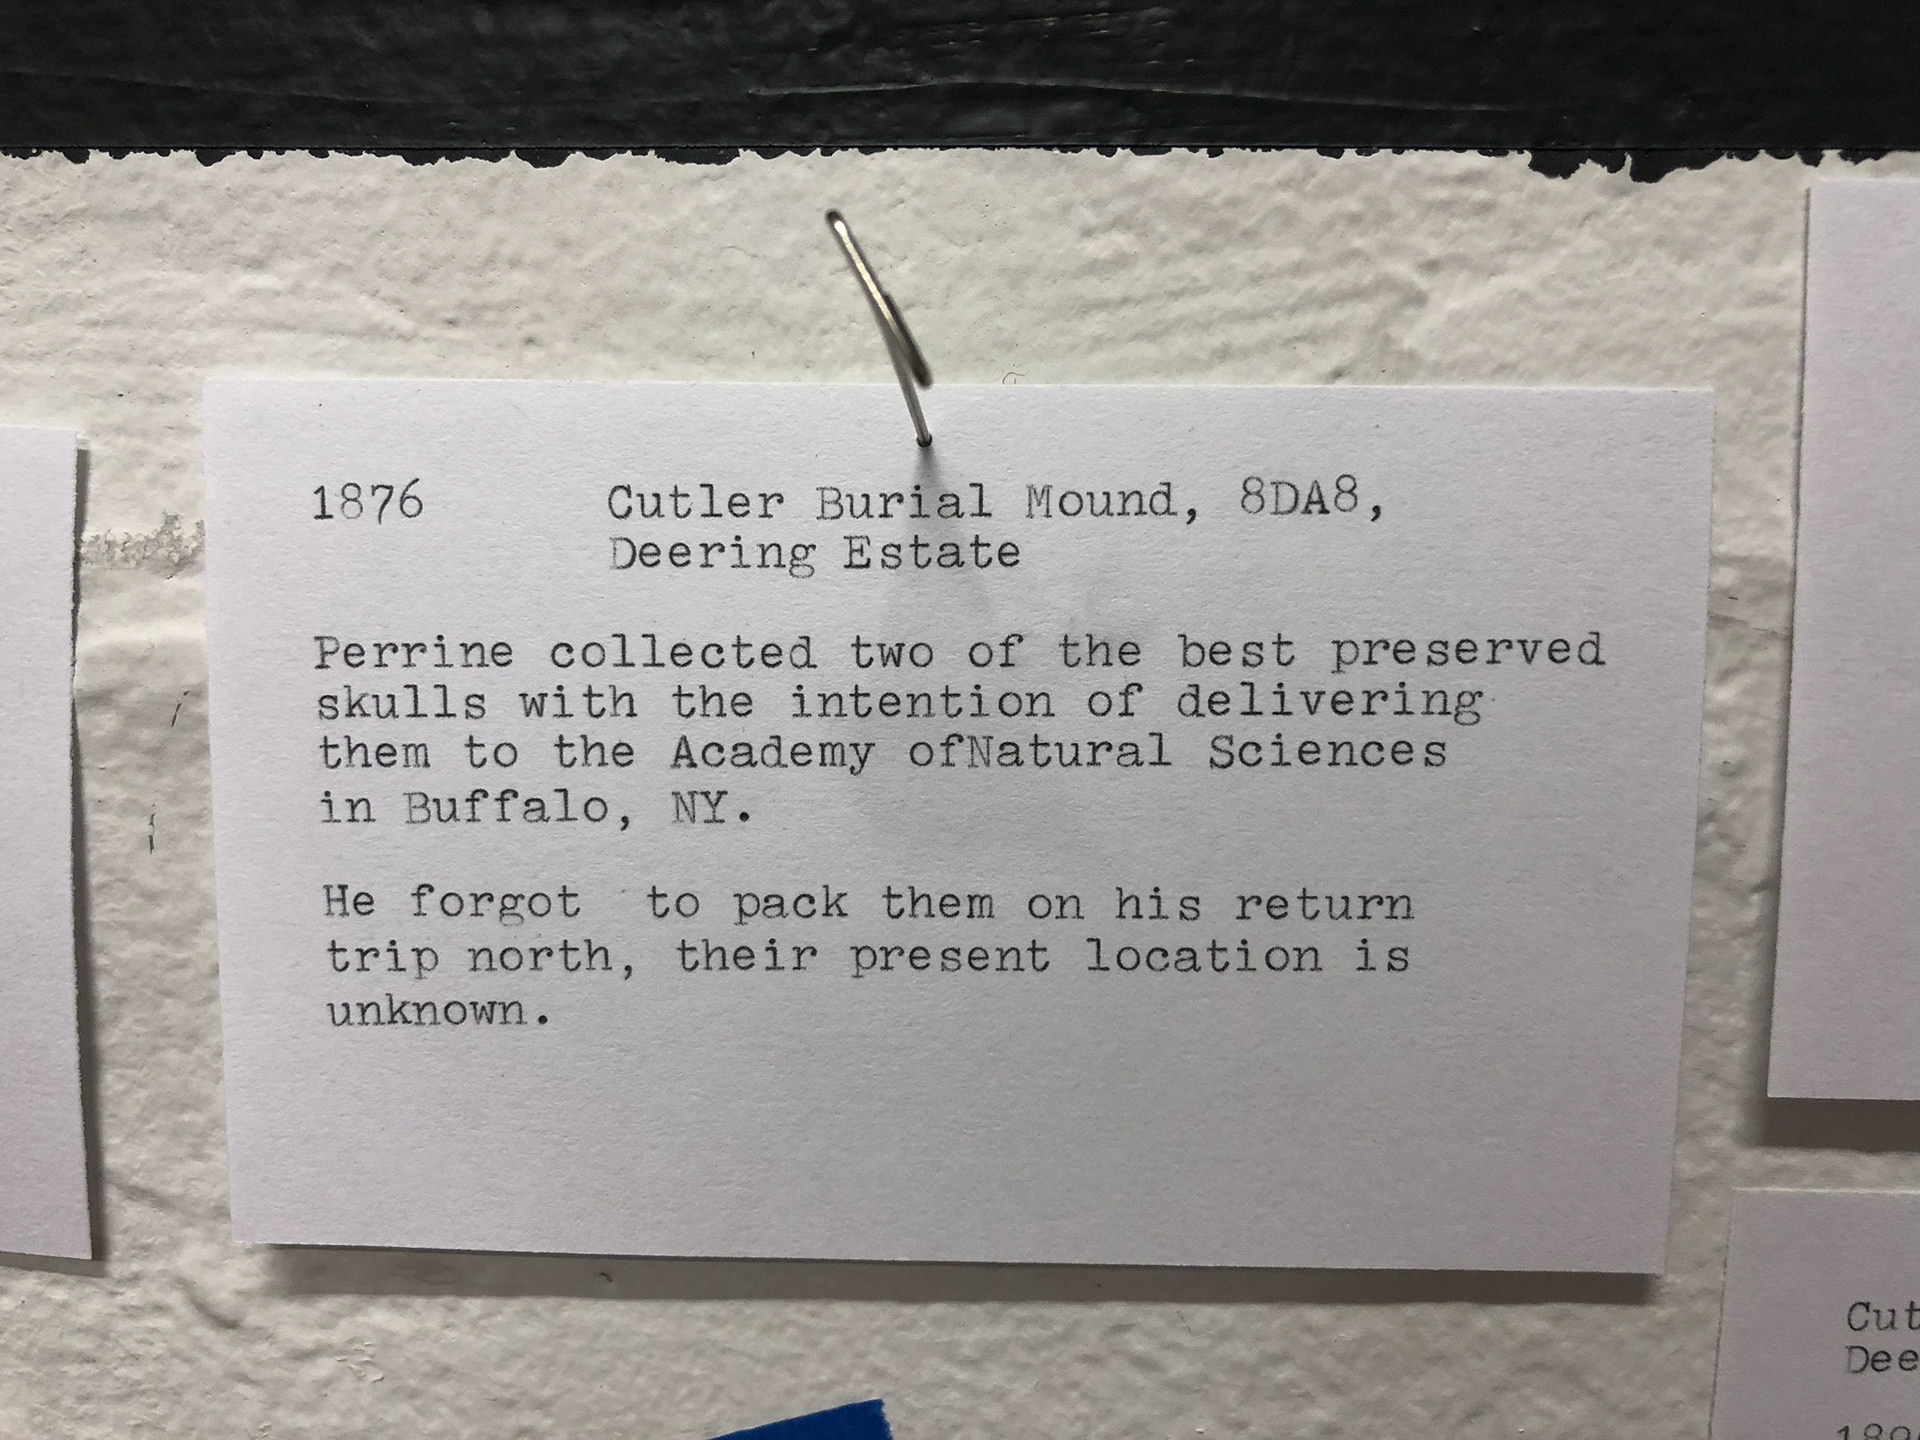 1876 Cutler Burial Mound, 8DA8,
Deering Estate
Perrine collected two of the best preserved
skulls with the intention of delivering
them to the Academy ofNatural Sciences
in Buffalo, NY.
He forgot to pack them on his return
trip north, their present location is
unknown.